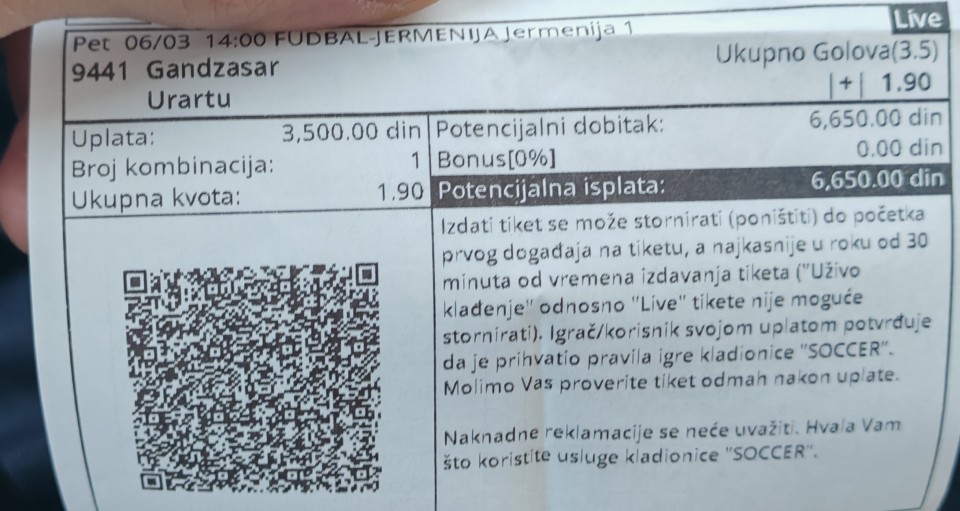 Live
Pet 06/03 14:00 FUDBAL-JERMENIJA Jermenija 1
9441 Gandzasar
Urartu
Ukupno Golova(3.5)
|+| 1.90
Uplata: 3,500.00 din
Broj kombinacija: 1
Ukupna kvota: 1.90
Potencijalni dobitak: 6,650.00 din
Bonus[0%] 0.00 din
Potencijalna isplata: 6,650.00 din
Izdati tiket se može stornirati (poništiti) do početka
prvog događaja na tiketu, a najkasnije u roku od 30
minuta od vremena izdavanja tiketa ("Uživo
klađenje" odnosno "Live" tikete nije moguće
stornirati). Igrač/korisnik svojom uplatom potvrđuje
da je prihvatio pravila igre kladionice "SOCCER".
Molimo Vas proverite tiket odmah nakon uplate.
Naknadne reklamacije se neće uvažiti. Hvala Vam
što koristite usluge kladionice "SOCCER".